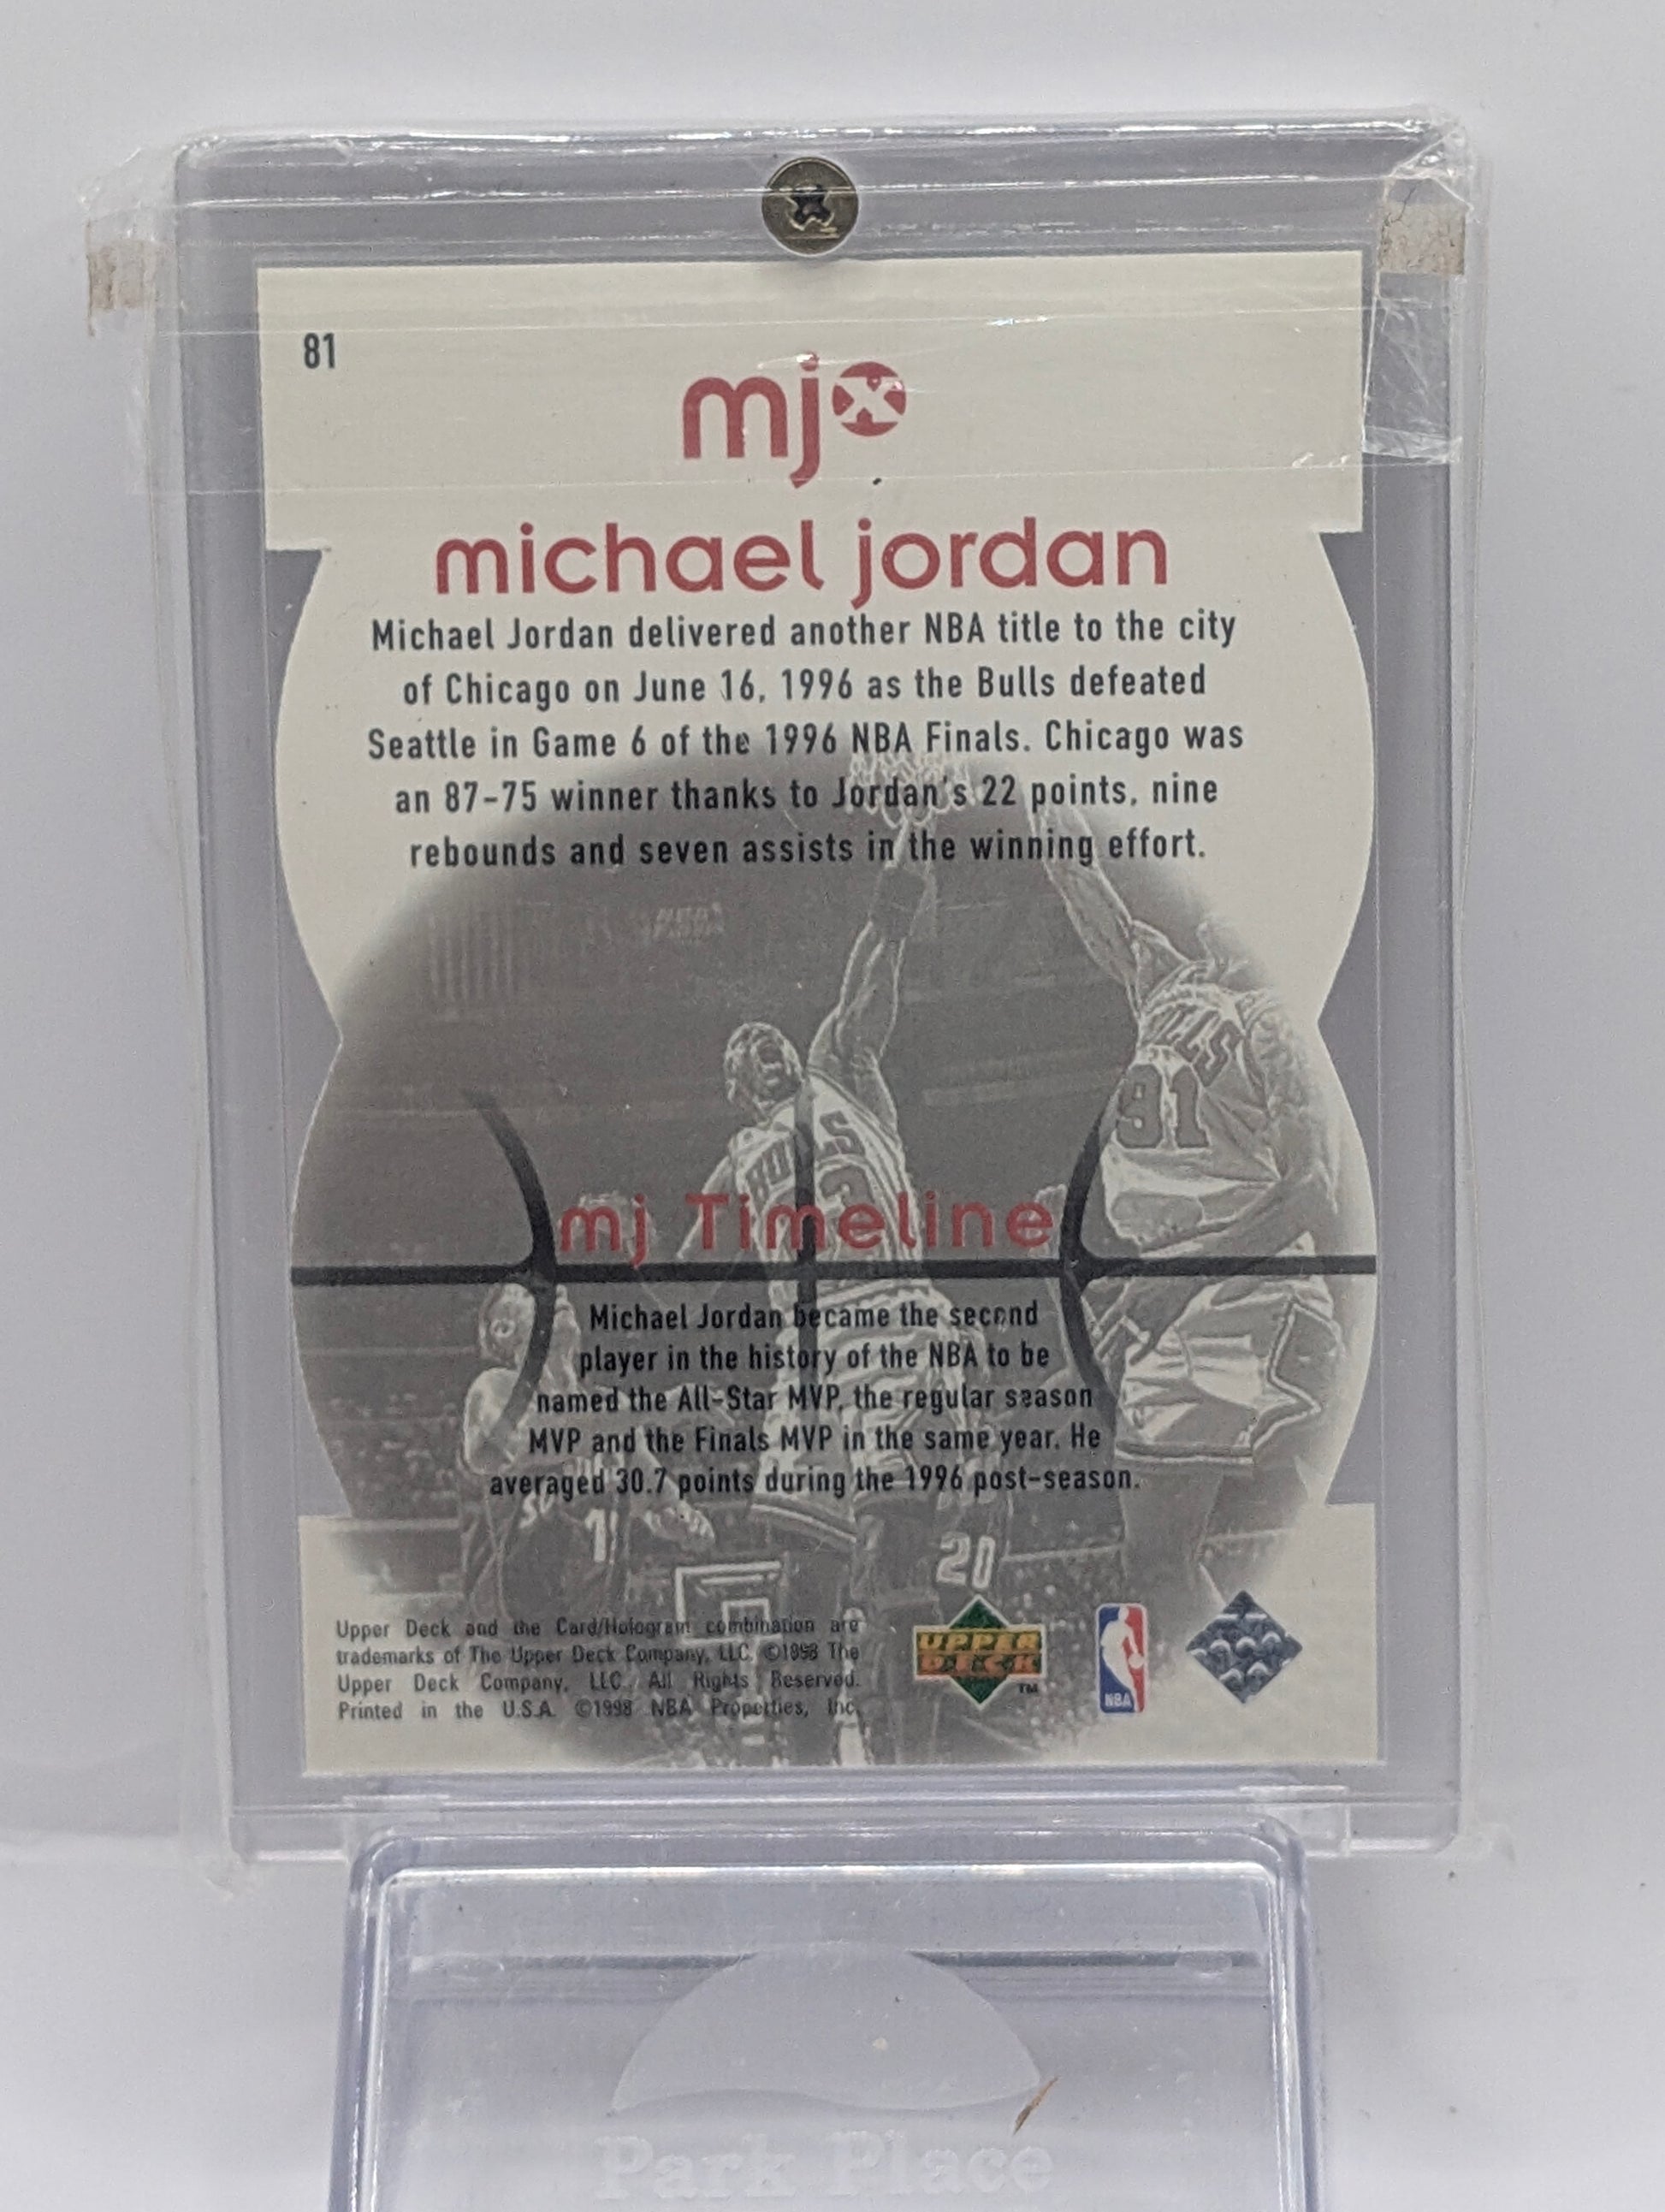 81
mjx
michael jordan
Michael Jordan delivered another NBA title to the city
of Chicago on June 16, 1996 as the Bulls defeated
Seattle in Game 6 of the 1996 NBA Finals. Chicago was
an 87-75 winner thanks to Jordan's 22 points, nine
rebounds and seven assists in the winning effort.
BULLS
91
mj Timeline
Michael Jordan became the second
player in the history of the NBA to be
named the All-Star MVP, the regular season
MVP and the Finals MVP in the same year. He
averaged 30.7 points during the 1996 post-season.
20
Upper Deck and the Card/Hologram combination are
trademarks of The Upper Deck Company, LLC. ©1998 The
Upper Deck Company, LLC. All Rights Reserved.
Printed in the U.S.A. ©1998 NBA Properties, Inc.
UPPER
DECK
TM
NBA
Park Place